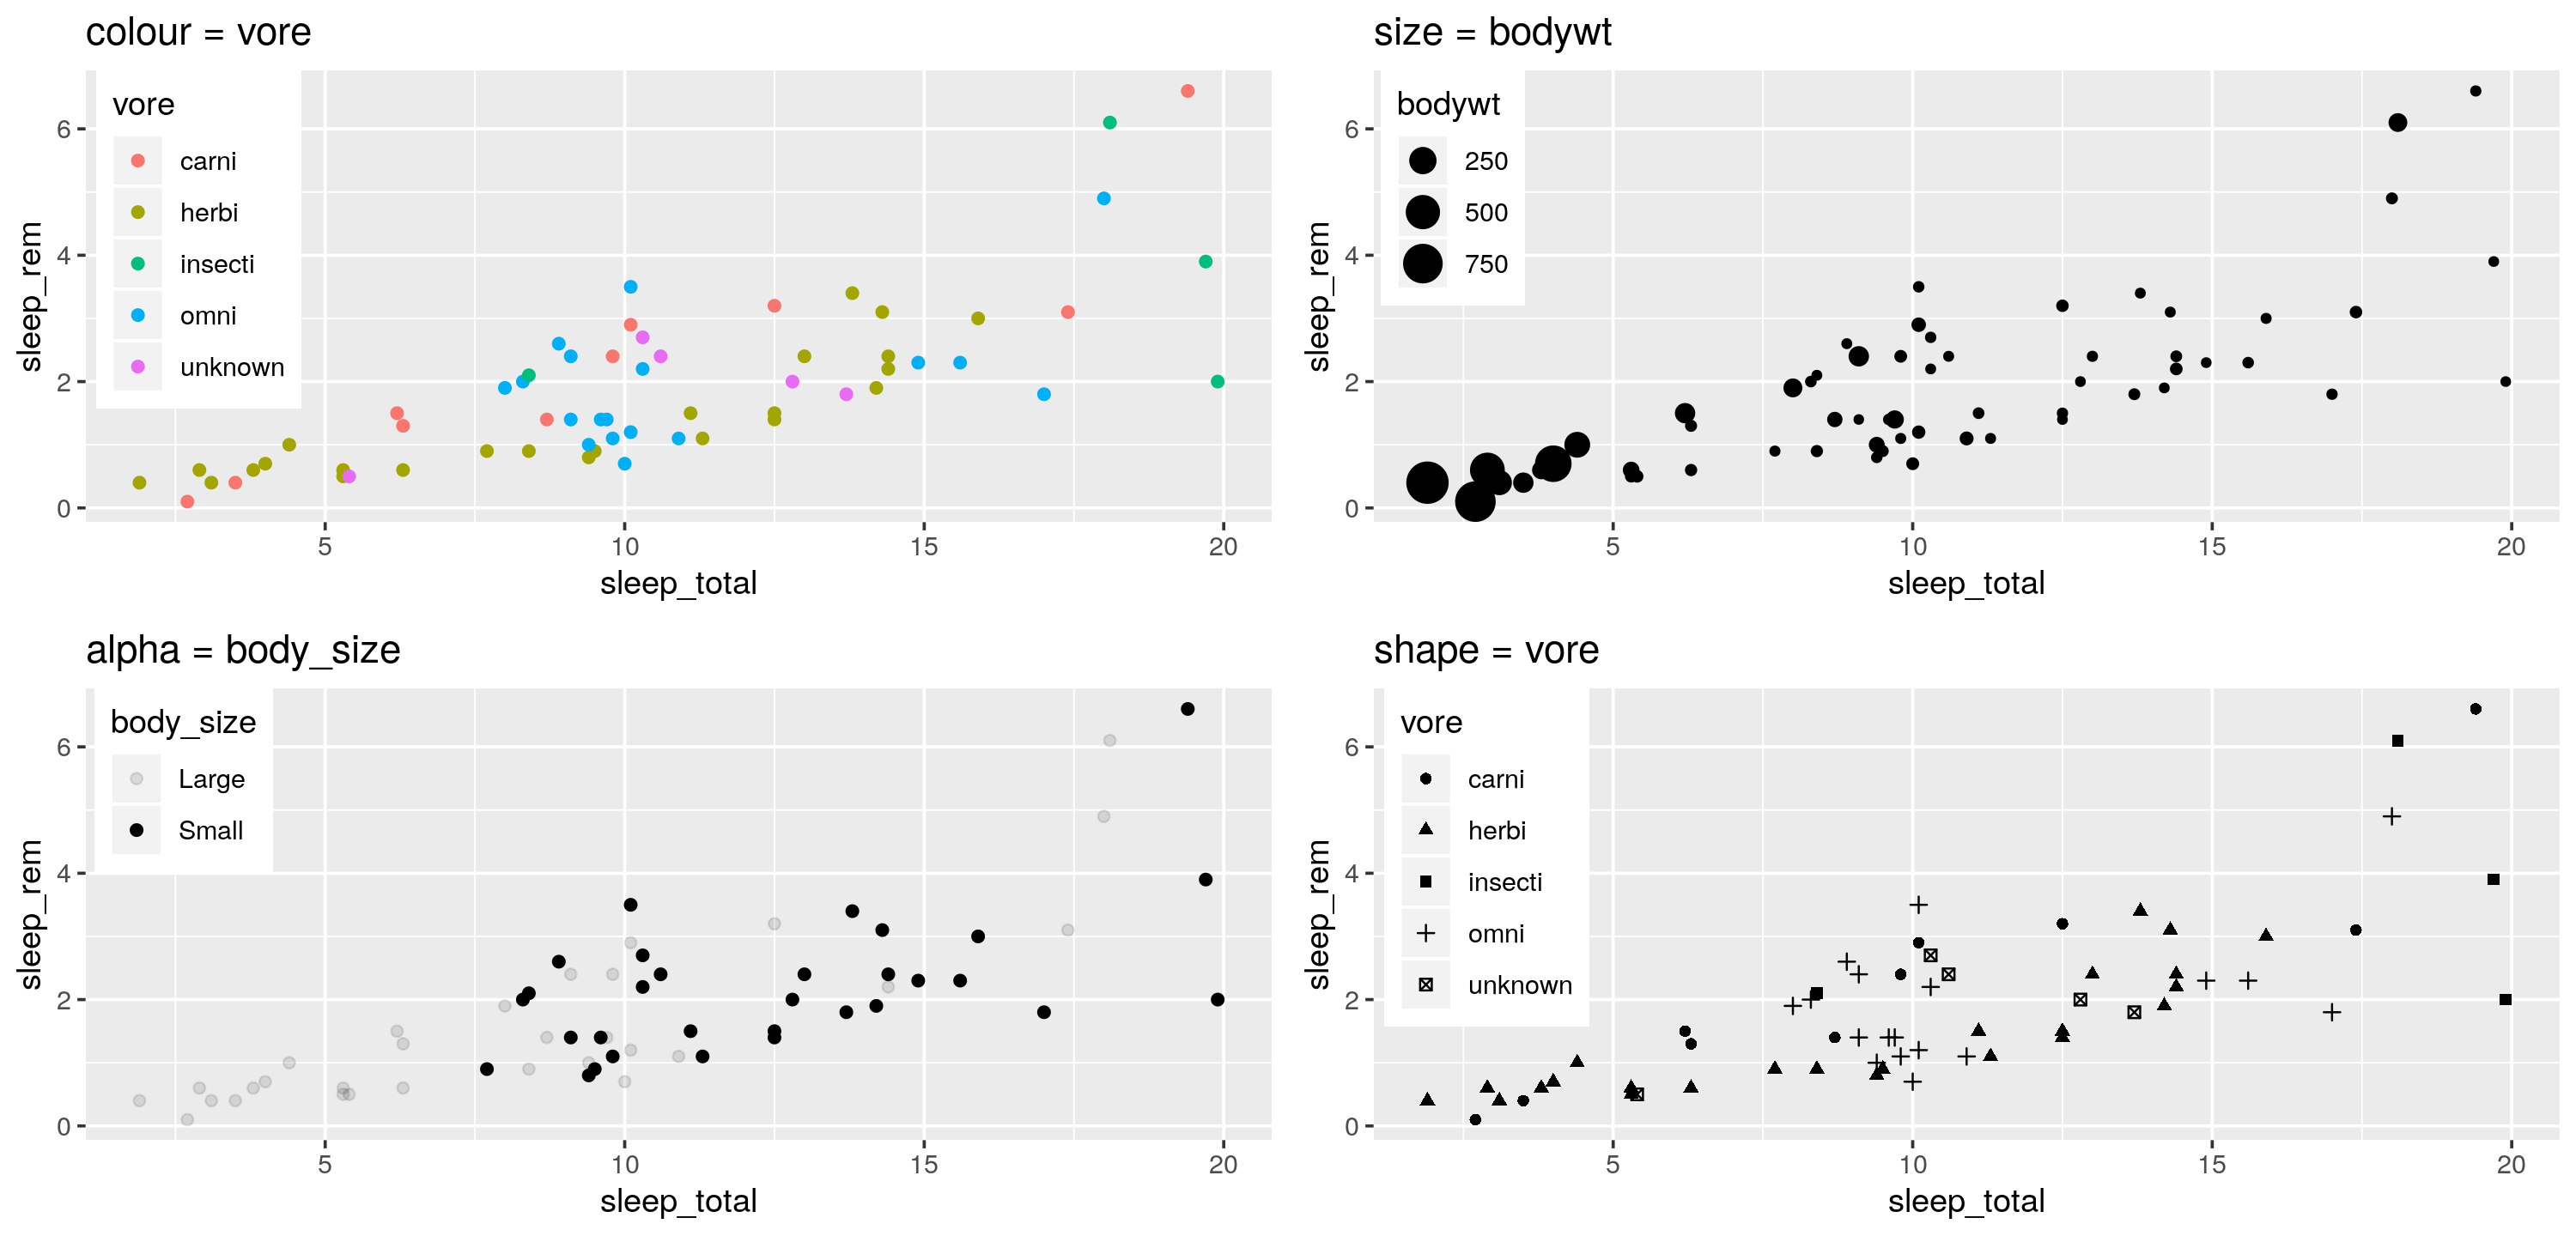 colour = vore
vore
carni
herbi
insecti
omni
unknown
sleep_rem
6
4
2
0
5 10 15 20
sleep_total
size = bodywt
bodywt
250
500
750
sleep_rem
6
4
2
0
5 10 15 20
sleep_total
alpha = body_size
body_size
Large
Small
sleep_rem
6
4
2
0
5 10 15 20
sleep_total
shape = vore
vore
carni
herbi
insecti
omni
unknown
sleep_rem
6
4
2
0
5 10 15 20
sleep_total